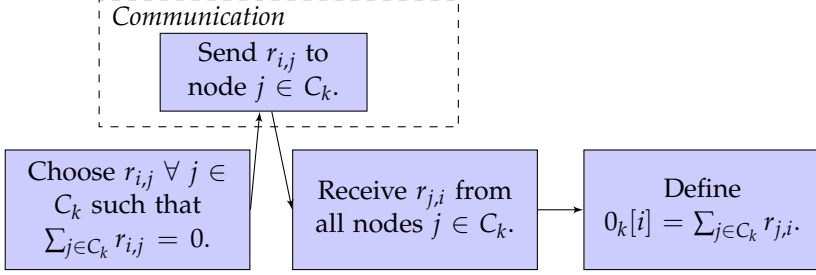 Communication
Send r_{i,j} to
node j ∈ C_k.
Choose r_{i,j} ∀ j ∈
C_k such that
∑_{j∈C_k} r_{i,j} = 0.
Receive r_{j,i} from
all nodes j ∈ C_k.
Define
0_k[i] = ∑_{j∈C_k} r_{j,i}.